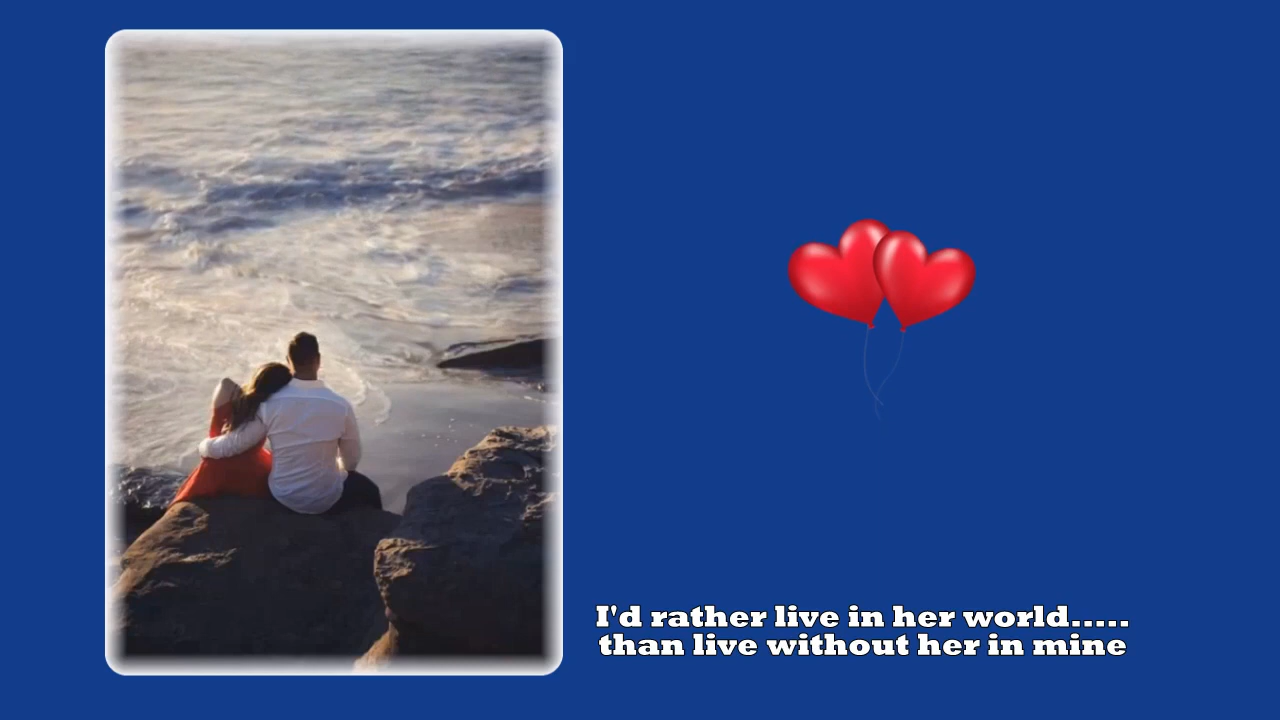 I'd rather live in her world.....
than live without her in mine